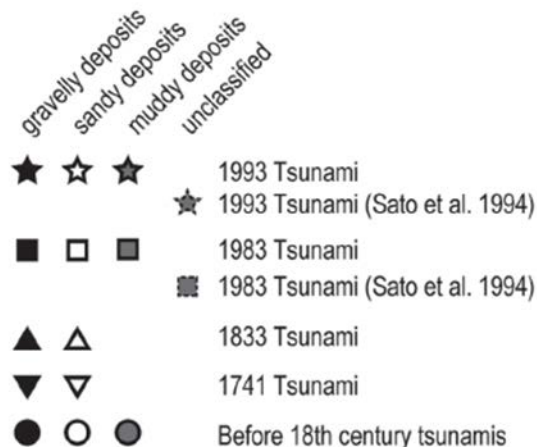 gravelly deposits
sandy deposits
muddy deposits
unclassified
1993 Tsunami
1993 Tsunami (Sato et al. 1994)
1983 Tsunami
1983 Tsunami (Sato et al. 1994)
1833 Tsunami
1741 Tsunami
Before 18th century tsunamis